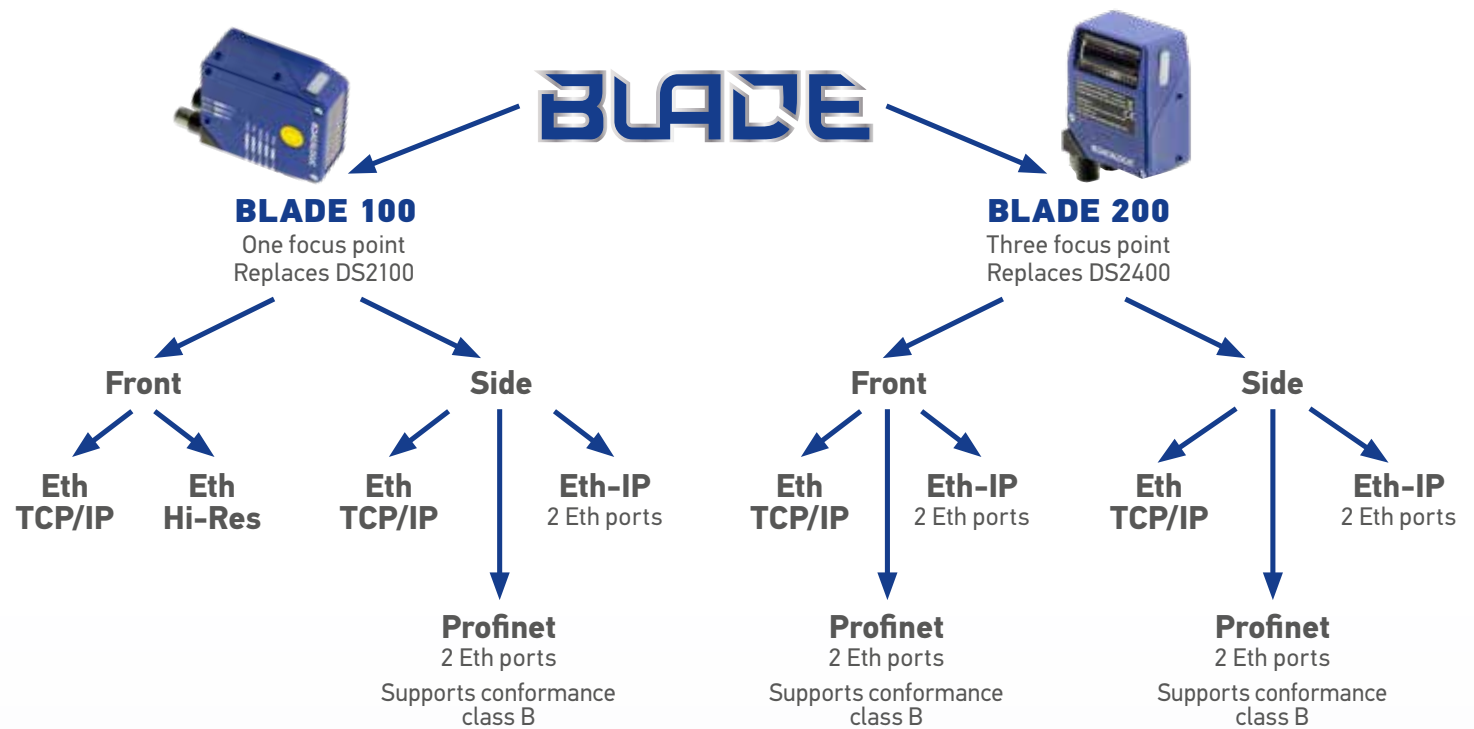 BLADE
BLADE 100
One focus point
Replaces DS2100
BLADE 200
Three focus point
Replaces DS2400
Front
Side
Front
Side
Eth
TCP/IP
Eth
Hi-Res
Eth
TCP/IP
Eth-IP
2 Eth ports
Eth
TCP/IP
Eth-IP
2 Eth ports
Eth
TCP/IP
Eth-IP
2 Eth ports
Profinet
2 Eth ports
Supports conformance
class B
Profinet
2 Eth ports
Supports conformance
class B
Profinet
2 Eth ports
Supports conformance
class B